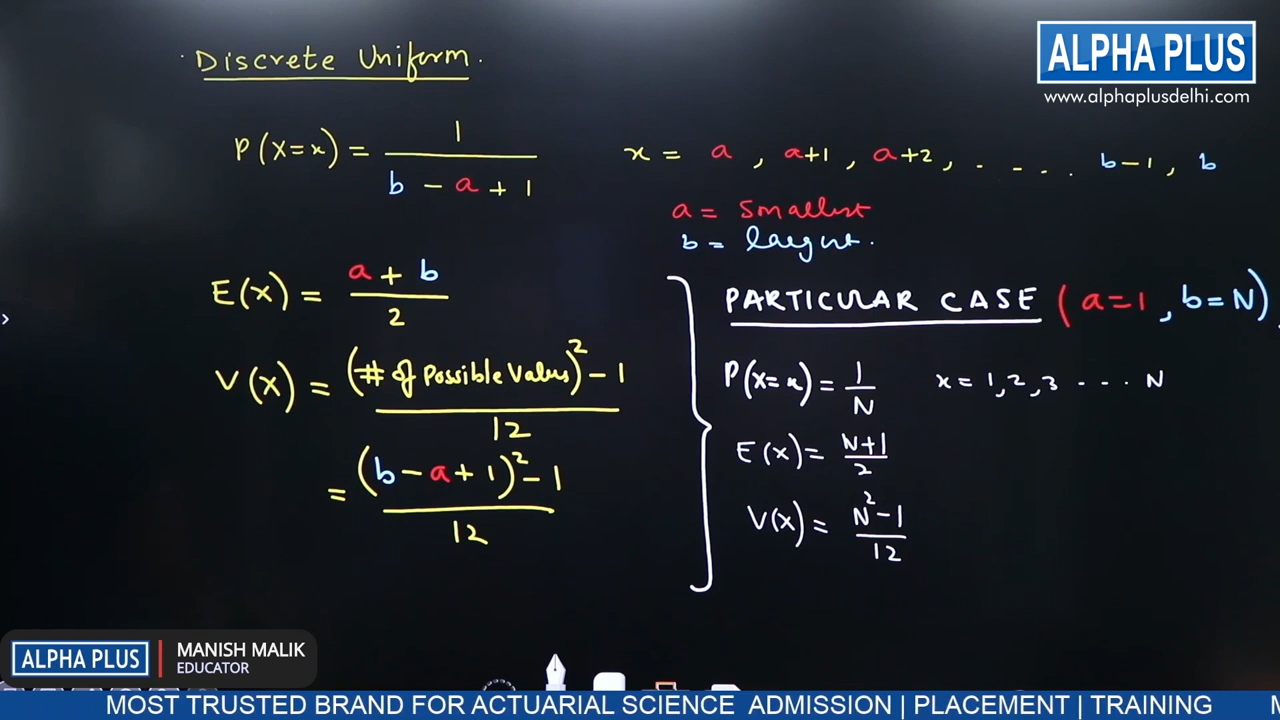 Discrete Uniform.
P(X=x) = 1 / (b - a + 1)    x = a, a+1, a+2, . . . . . b-1, b
a = Smallest
b = largest.
E(X) = (a + b) / 2
V(X) = ((# of Possible Values)² - 1) / 12
= ((b - a + 1)² - 1) / 12
PARTICULAR CASE (a=1, b=N)
P(X=x) = 1 / N    x = 1, 2, 3 . . . . . N
E(X) = (N+1) / 2
V(X) = (N² - 1) / 12
ALPHA PLUS
www.alphaplusdelhi.com
ALPHA PLUS
MANISH MALIK
EDUCATOR
MOST TRUSTED BRAND FOR ACTUARIAL SCIENCE ADMISSION | PLACEMENT | TRAINING